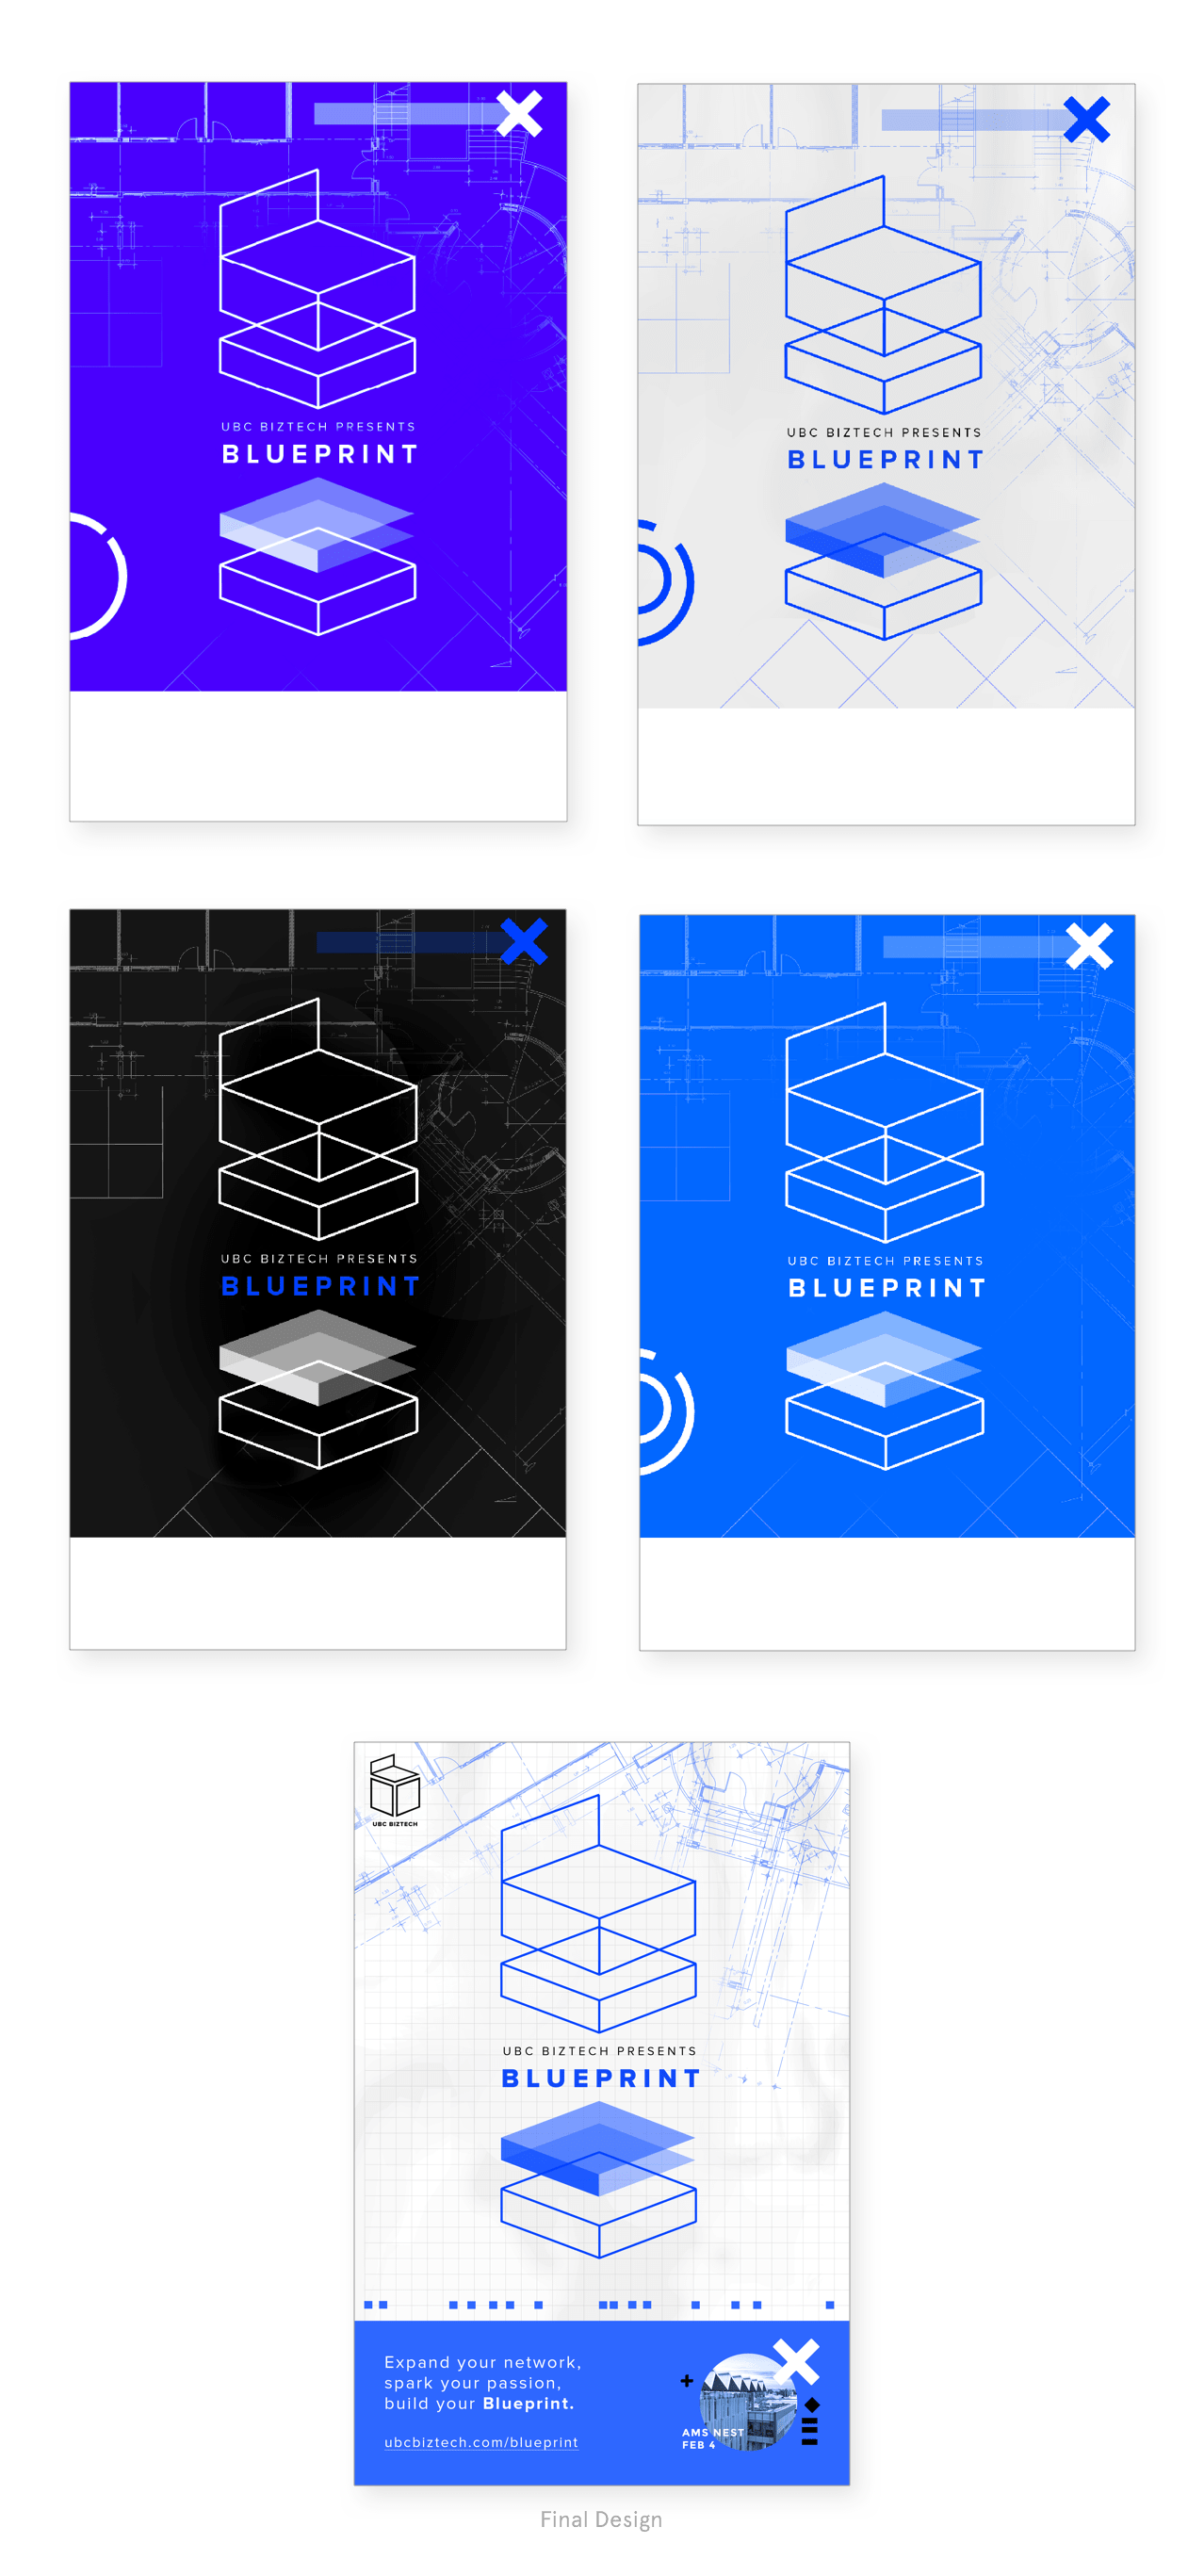 UBC BIZTECH PRESENTS
BLUEPRINT
UBC BIZTECH PRESENTS
BLUEPRINT
UBC BIZTECH PRESENTS
BLUEPRINT
UBC BIZTECH PRESENTS
BLUEPRINT
UBC BIZTECH
UBC BIZTECH PRESENTS
BLUEPRINT
Expand your network,
spark your passion,
build your Blueprint.
ubcbiztech.com/blueprint
AMS NEST
FEB 4
Final Design